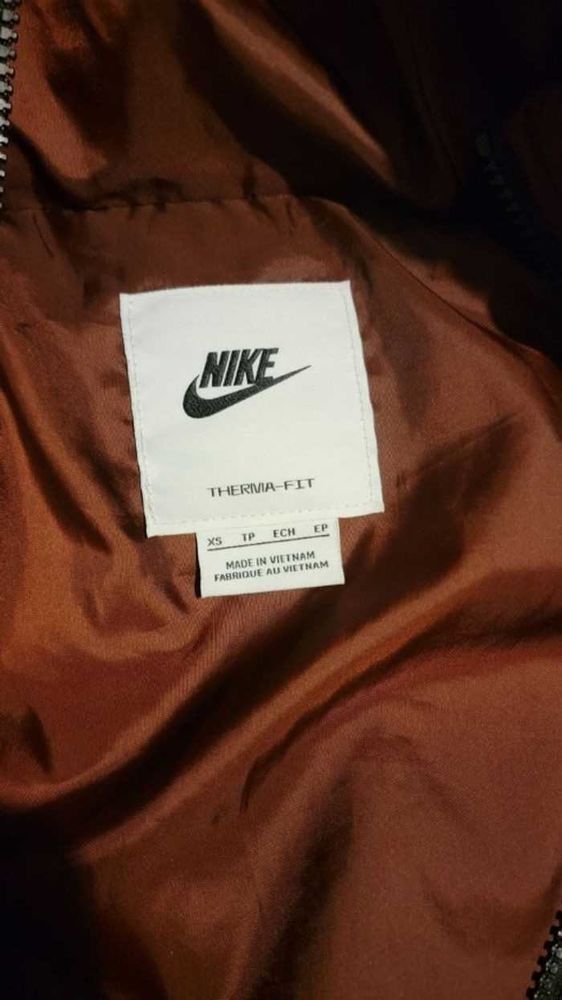 NIKE
THERMA-FIT
XS TP ECH EP
MADE IN VIETNAM
FABRIQUE AU VIETNAM